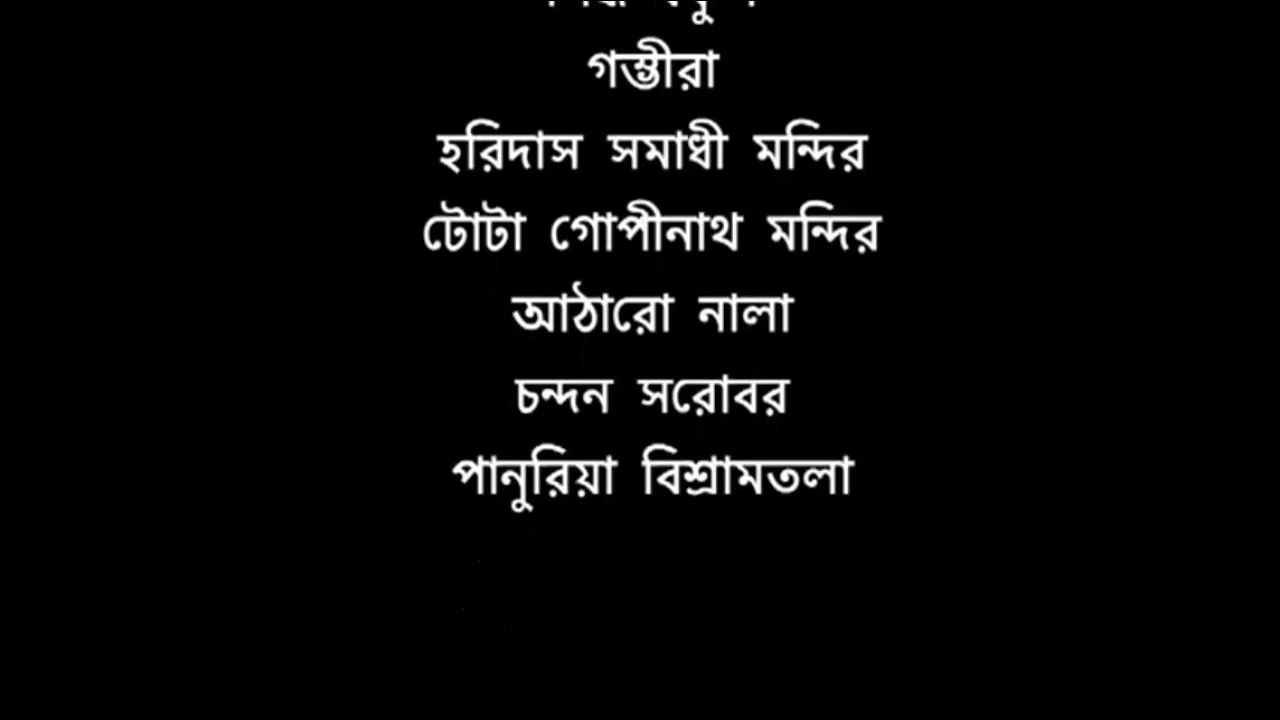 গম্ভীরা
হরিদাস সমাধী মন্দির
টোটা গোপীনাথ মন্দির
আঠারো নালা
চন্দন সরোবর
পানুরিয়া বিশ্রামতলা